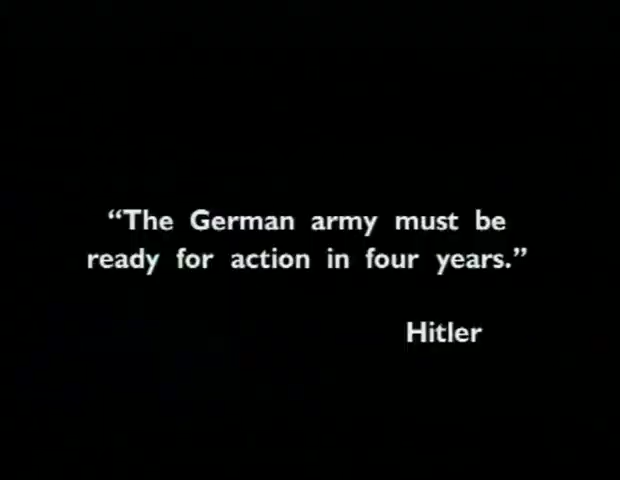 “The German army must be
ready for action in four years.”
Hitler